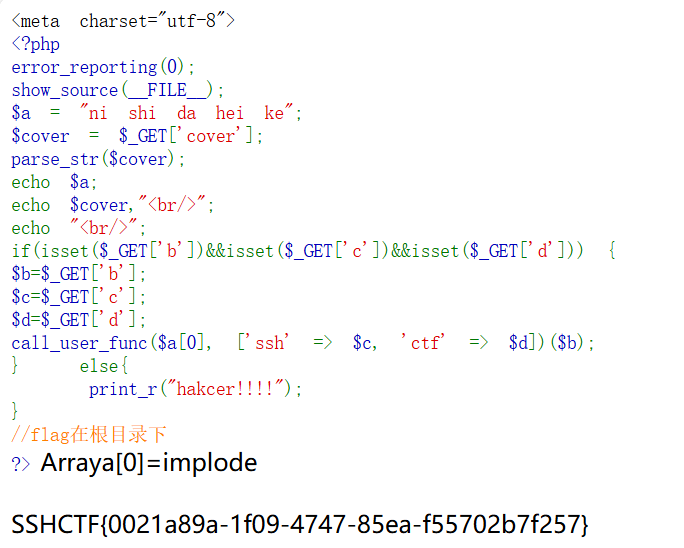 <meta charset="utf-8">
<?php
error_reporting(0);
show_source(__FILE__);
$a = "ni shi da hei ke";
$cover = $_GET['cover'];
parse_str($cover);
echo $a;
echo $cover,"<br/>";
echo "<br/>";
if(isset($_GET['b'])&&isset($_GET['c'])&&isset($_GET['d'])) {
$b=$_GET['b'];
$c=$_GET['c'];
$d=$_GET['d'];
call_user_func($a[0], ['ssh' => $c, 'ctf' => $d])($b);
} else{
print_r("hakcer!!!!");
}
//flag在根目录下
?> Arraya[0]=implode
SSHCTF{0021a89a-1f09-4747-85ea-f55702b7f257}